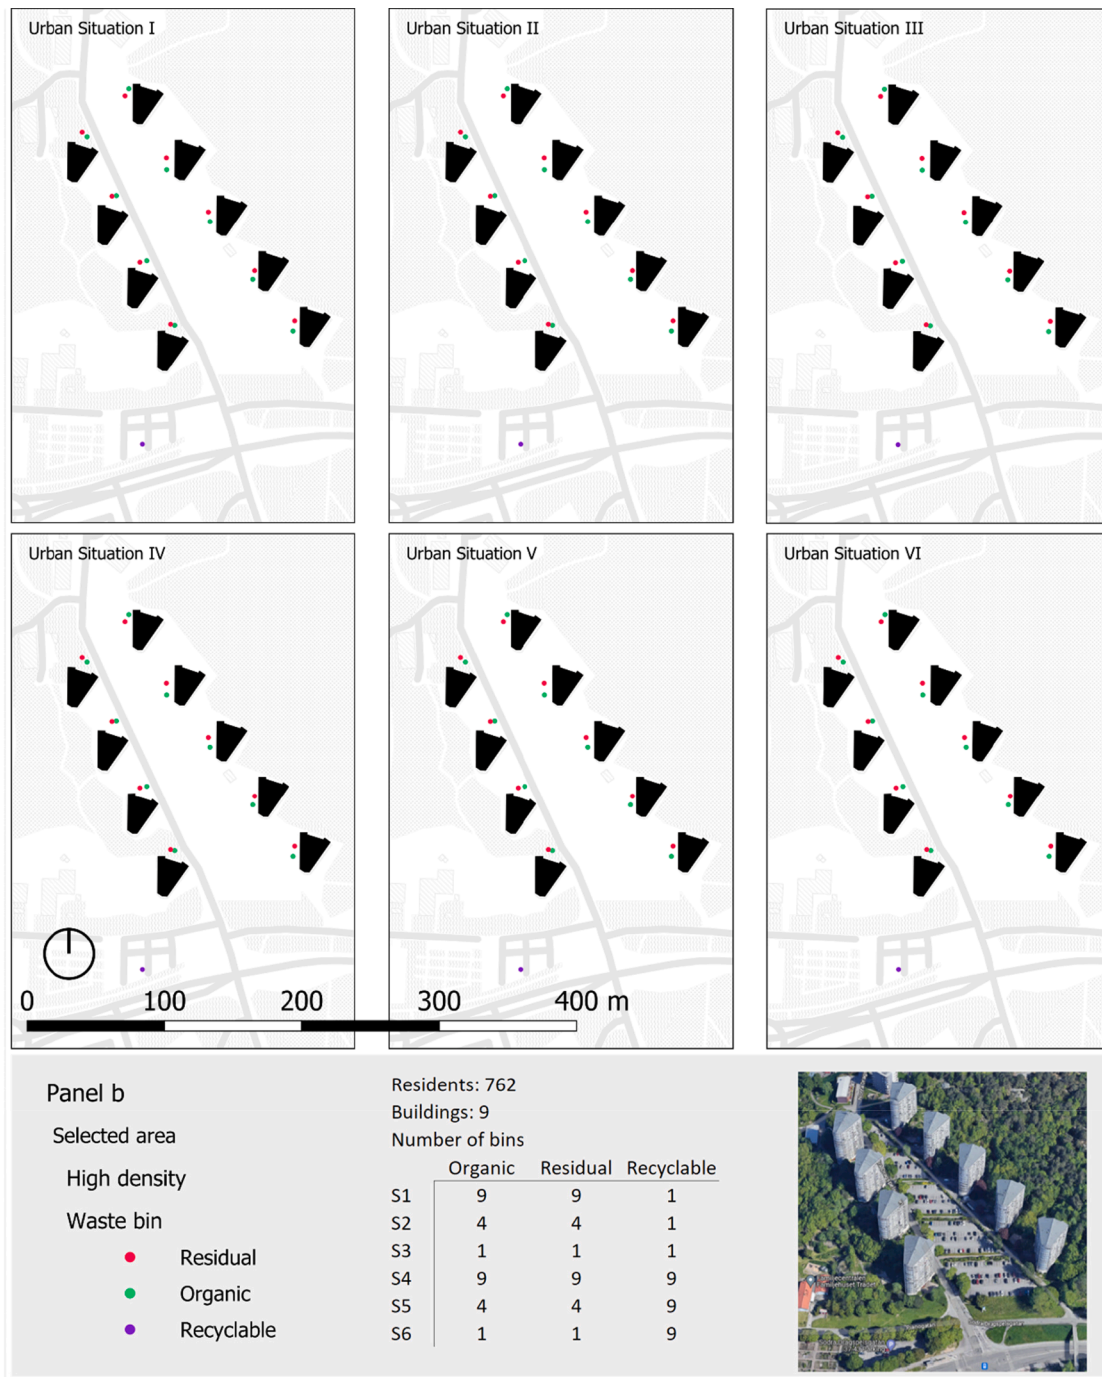 Urban Situation I
Urban Situation II
Urban Situation III
Urban Situation IV
Urban Situation V
Urban Situation VI
0 100 200 300 400 m
Panel b
Selected area
High density
Waste bin
Residual
Organic
Recyclable
Residents: 762
Buildings: 9
Number of bins
Organic Residual Recyclable
S1 9 9 1
S2 4 4 1
S3 1 1 1
S4 9 9 9
S5 4 4 9
S6 1 1 9